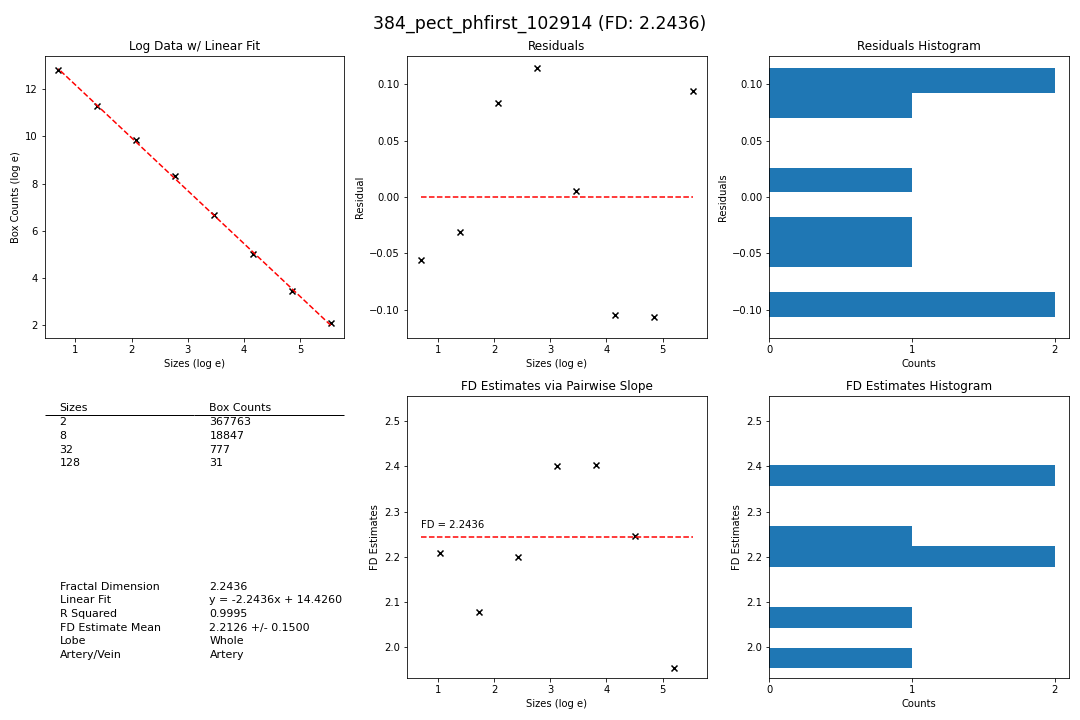 384_pect_phfirst_102914 (FD: 2.2436)
Log Data w/ Linear Fit
Box Counts (log e)
12
10
8
6
4
2
1 2 3 4 5
Sizes (log e)
Residuals
Residual
0.10
0.05
0.00
−0.05
−0.10
1 2 3 4 5
Sizes (log e)
Residuals Histogram
Residuals
0.10
0.05
0.00
−0.05
−0.10
0 1 2
Counts
Sizes Box Counts
2 367763
8 18847
32 777
128 31
Fractal Dimension 2.2436
Linear Fit y = -2.2436x + 14.4260
R Squared 0.9995
FD Estimate Mean 2.2126 +/- 0.1500
Lobe Whole
Artery/Vein Artery
FD Estimates via Pairwise Slope
FD Estimates
2.5
2.4
2.3
2.2
2.1
2.0
FD = 2.2436
1 2 3 4 5
Sizes (log e)
FD Estimates Histogram
FD Estimates
2.5
2.4
2.3
2.2
2.1
2.0
0 1 2
Counts